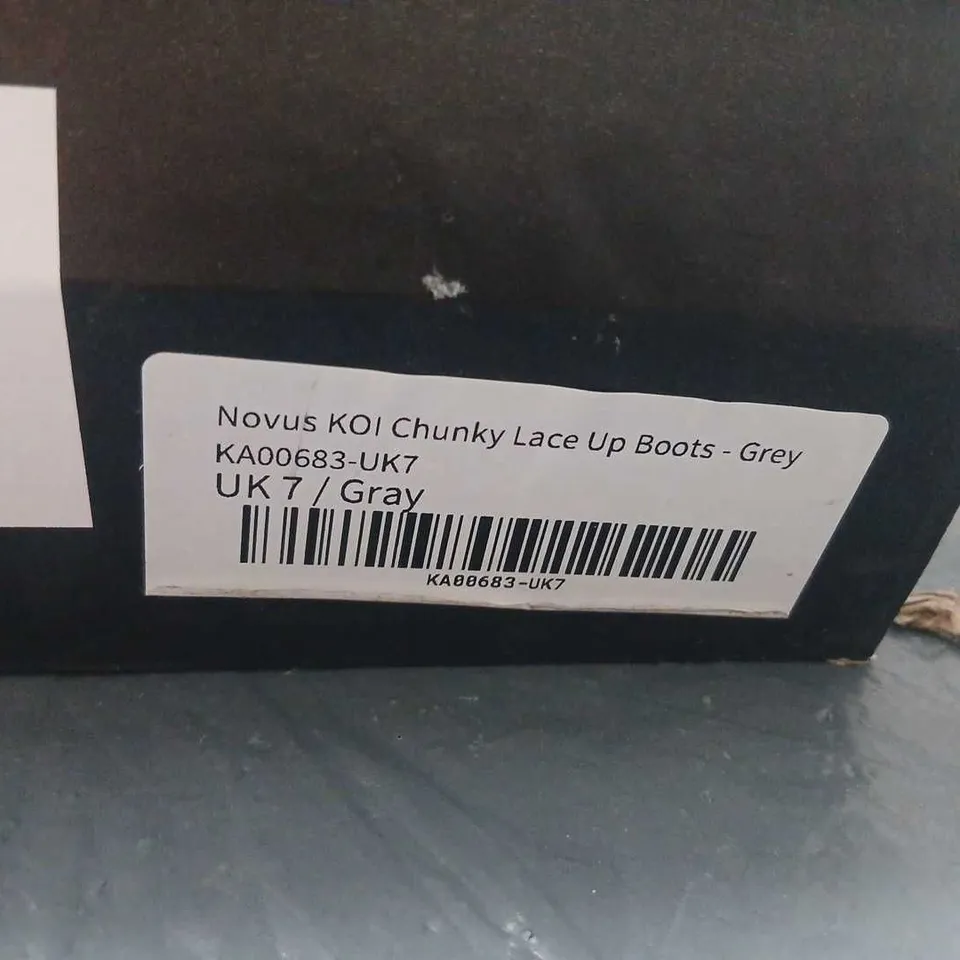 Novus KOI Chunky Lace Up Boots - Grey
KA00683-UK7
UK 7 / Gray
KA00683-UK7